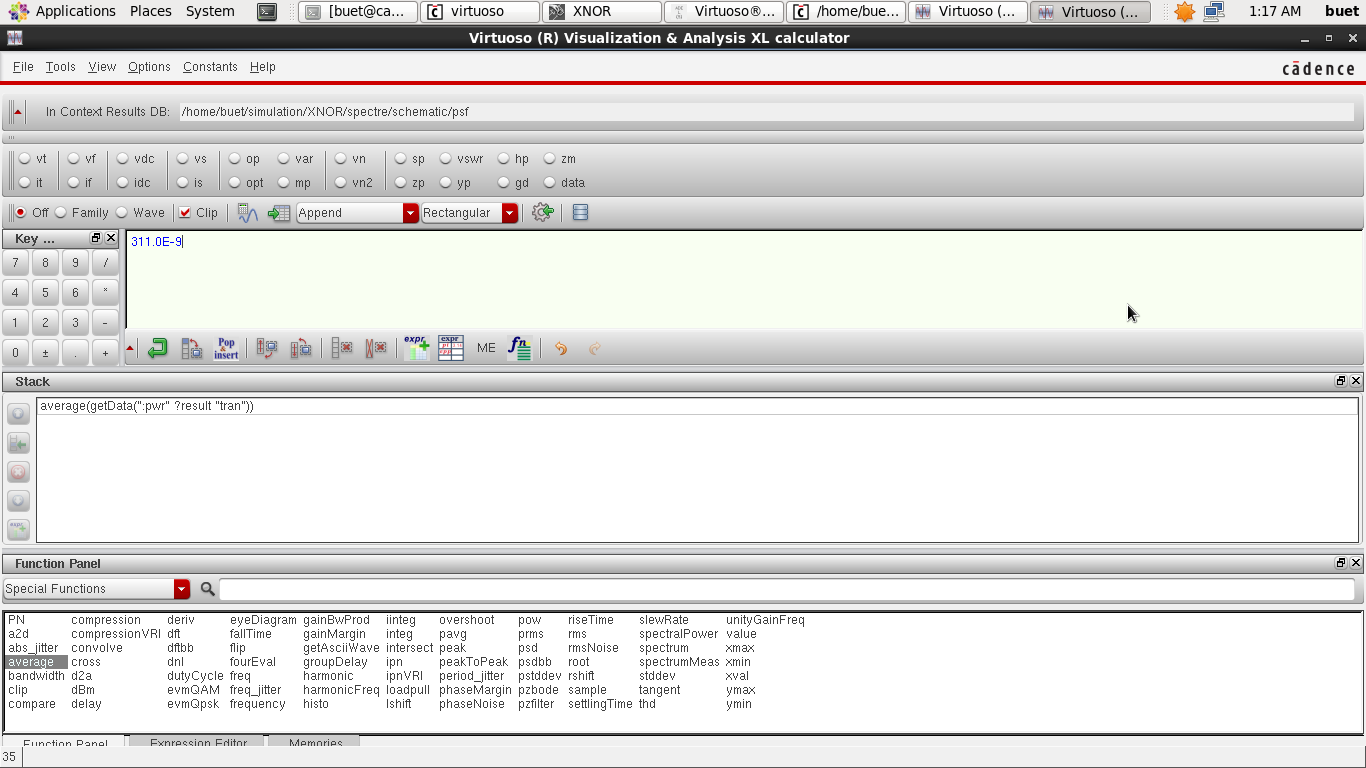 Applications Places System [buet@ca... virtuoso XNOR Virtuoso®... /home/bue... Virtuoso (... Virtuoso (... 1:17 AM buet
Virtuoso (R) Visualization & Analysis XL calculator
File Tools View Options Constants Help cādence
In Context Results DB: /home/buet/simulation/XNOR/spectre/schematic/psf
vt vf vdc vs op var vn sp vswr hp zm
it if idc is opt mp vn2 zp yp gd data
Off Family Wave Clip Append Rectangular
Key ...
311.0E-9
7 8 9 /
4 5 6 *
1 2 3 -
0 ± . +
Pop insert expr expr ME fn
Stack
average(getData(":pwr" ?result "tran"))
expr
Function Panel
Special Functions
PN compression deriv eyeDiagram gainBwProd iinteg overshoot pow riseTime slewRate unityGainFreq
a2d compressionVRI dft fallTime gainMargin integ pavg prms rms spectralPower value
abs_jitter convolve dftbb flip getAsciiWave intersect peak psd rmsNoise spectrum xmax
average cross dnl fourEval groupDelay ipn peakToPeak psdbb root spectrumMeas xmin
bandwidth d2a dutyCycle freq harmonic ipnVRI period_jitter pstddev rshift stddev xval
clip dBm evmQAM freq_jitter harmonicFreq loadpull phaseMargin pzbode sample tangent ymax
compare delay evmQpsk frequency histo lshift phaseNoise pzfilter settlingTime thd ymin
Function Panel Expression Editor Memories
35